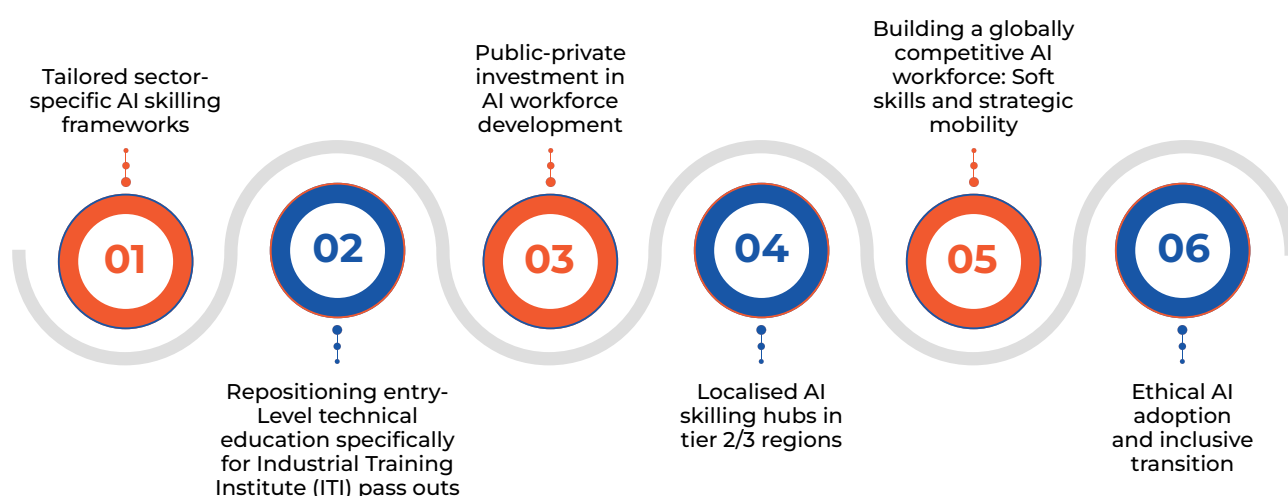 Tailored sector-
specific AI skilling
frameworks
01
02
Repositioning entry-
Level technical
education specifically
for Industrial Training
Institute (ITI) pass outs
Public-private
investment in
AI workforce
development
03
04
Localised AI
skilling hubs in
tier 2/3 regions
Building a globally
competitive AI
workforce: Soft
skills and strategic
mobility
05
06
Ethical AI
adoption
and inclusive
transition